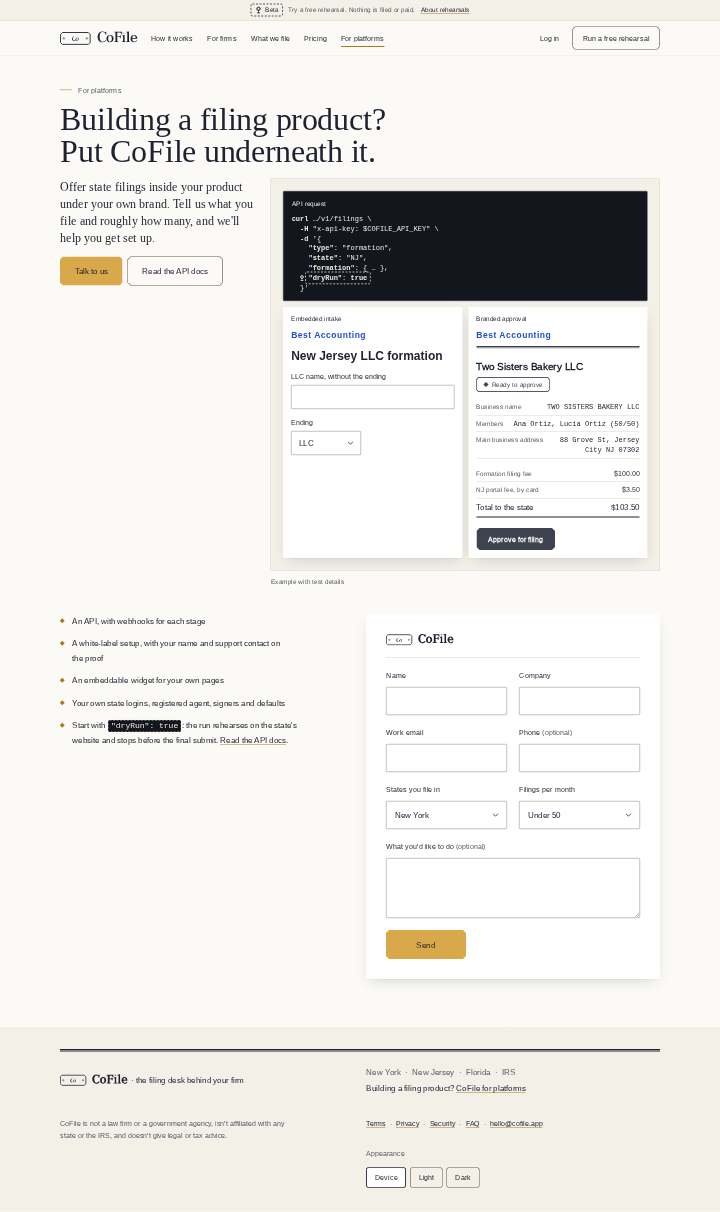 Beta Try a free rehearsal. Nothing is filed or paid. About rehearsals
Co CoFile How it works For firms What we file Pricing For platforms Log in Run a free rehearsal
For platforms
Building a filing product?
Put CoFile underneath it.
Offer state filings inside your product
under your own brand. Tell us what you
file and roughly how many, and we'll
help you get set up.
Talk to us Read the API docs
API request
curl …/v1/filings \
-H "x-api-key: $COFILE_API_KEY" \
-d '{
"type": "formation",
"state": "NJ",
"formation": { … },
"dryRun": true
}'
Embedded intake
Best Accounting
New Jersey LLC formation
LLC name, without the ending
Ending
LLC
Branded approval
Best Accounting
Two Sisters Bakery LLC
Ready to approve
Business name TWO SISTERS BAKERY LLC
Members Ana Ortiz, Lucia Ortiz (50/50)
Main business address 88 Grove St, Jersey
City NJ 07302
Formation filing fee $100.00
NJ portal fee, by card $3.50
Total to the state $103.50
Approve for filing
Example with test details
An API, with webhooks for each stage
A white-label setup, with your name and support contact on
the proof
An embeddable widget for your own pages
Your own state logins, registered agent, signers and defaults
Start with "dryRun": true: the run rehearses on the state's
website and stops before the final submit. Read the API docs.
Co CoFile
Name Company
Work email Phone (optional)
States you file in Filings per month
New York Under 50
What you'd like to do (optional)
Send
Co CoFile · the filing desk behind your firm
New York · New Jersey · Florida · IRS
Building a filing product? CoFile for platforms
CoFile is not a law firm or a government agency, isn't affiliated with any
state or the IRS, and doesn't give legal or tax advice.
Terms · Privacy · Security · FAQ · hello@cofile.app
Appearance
Device Light Dark